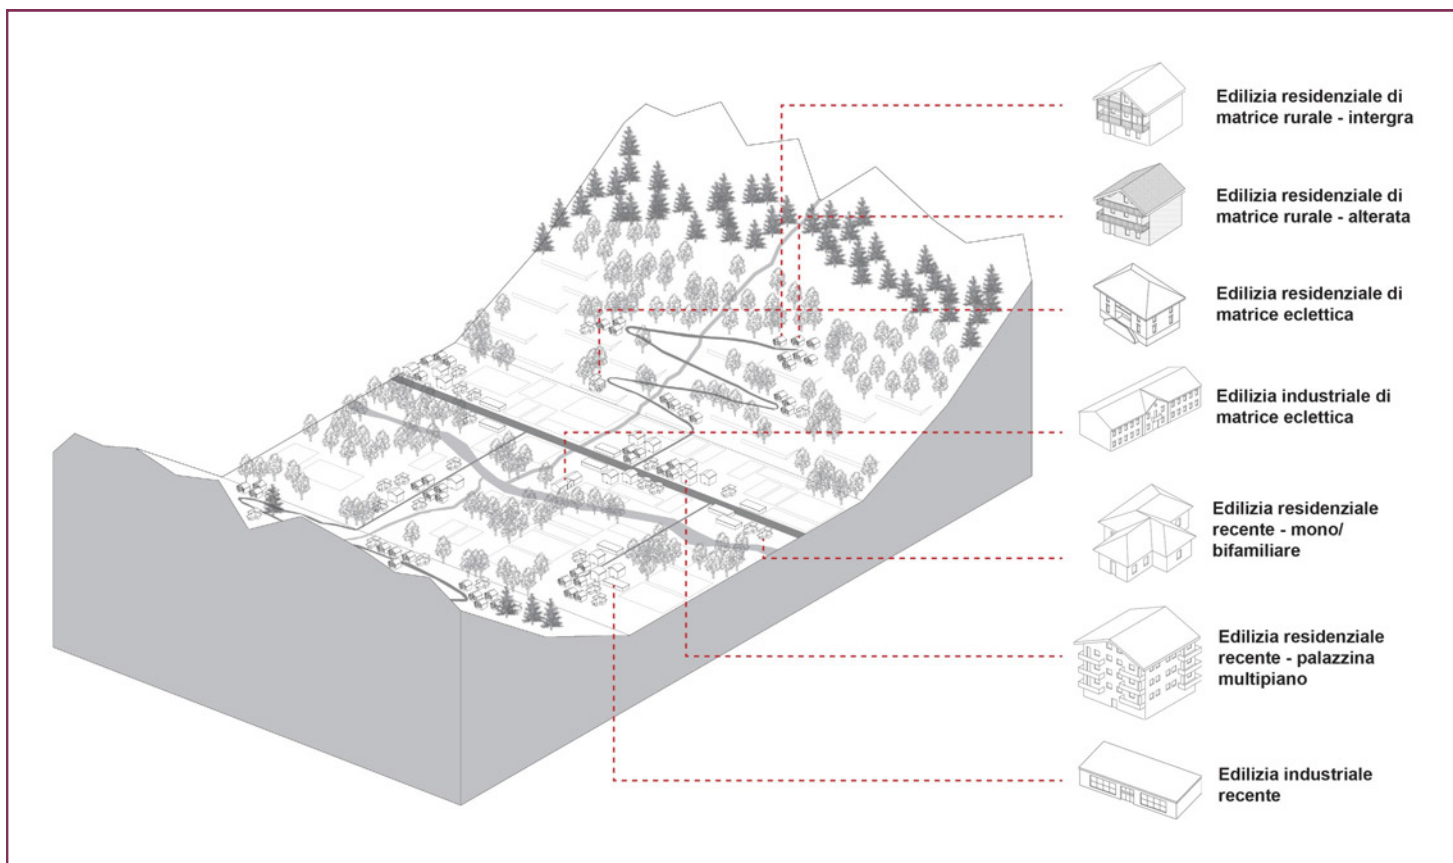 Edilizia residenziale di
matrice rurale - intergra
Edilizia residenziale di
matrice rurale - alterata
Edilizia residenziale di
matrice eclettica
Edilizia industriale di
matrice eclettica
Edilizia residenziale
recente - mono/
bifamiliare
Edilizia residenziale
recente - palazzina
multipiano
Edilizia industriale
recente